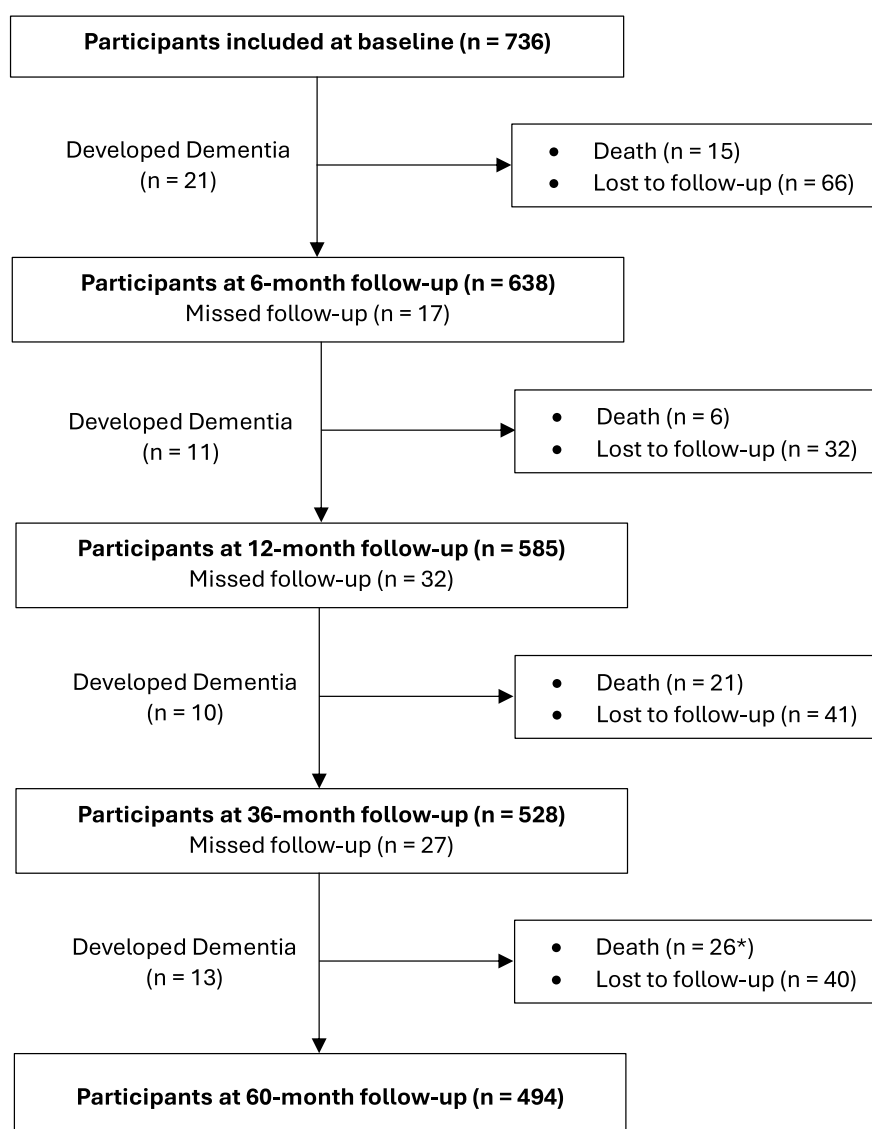 Participants included at baseline (n = 736)
Developed Dementia
(n = 21)
• Death (n = 15)
• Lost to follow-up (n = 66)
Participants at 6-month follow-up (n = 638)
Missed follow-up (n = 17)
Developed Dementia
(n = 11)
• Death (n = 6)
• Lost to follow-up (n = 32)
Participants at 12-month follow-up (n = 585)
Missed follow-up (n = 32)
Developed Dementia
(n = 10)
• Death (n = 21)
• Lost to follow-up (n = 41)
Participants at 36-month follow-up (n = 528)
Missed follow-up (n = 27)
Developed Dementia
(n = 13)
• Death (n = 26*)
• Lost to follow-up (n = 40)
Participants at 60-month follow-up (n = 494)